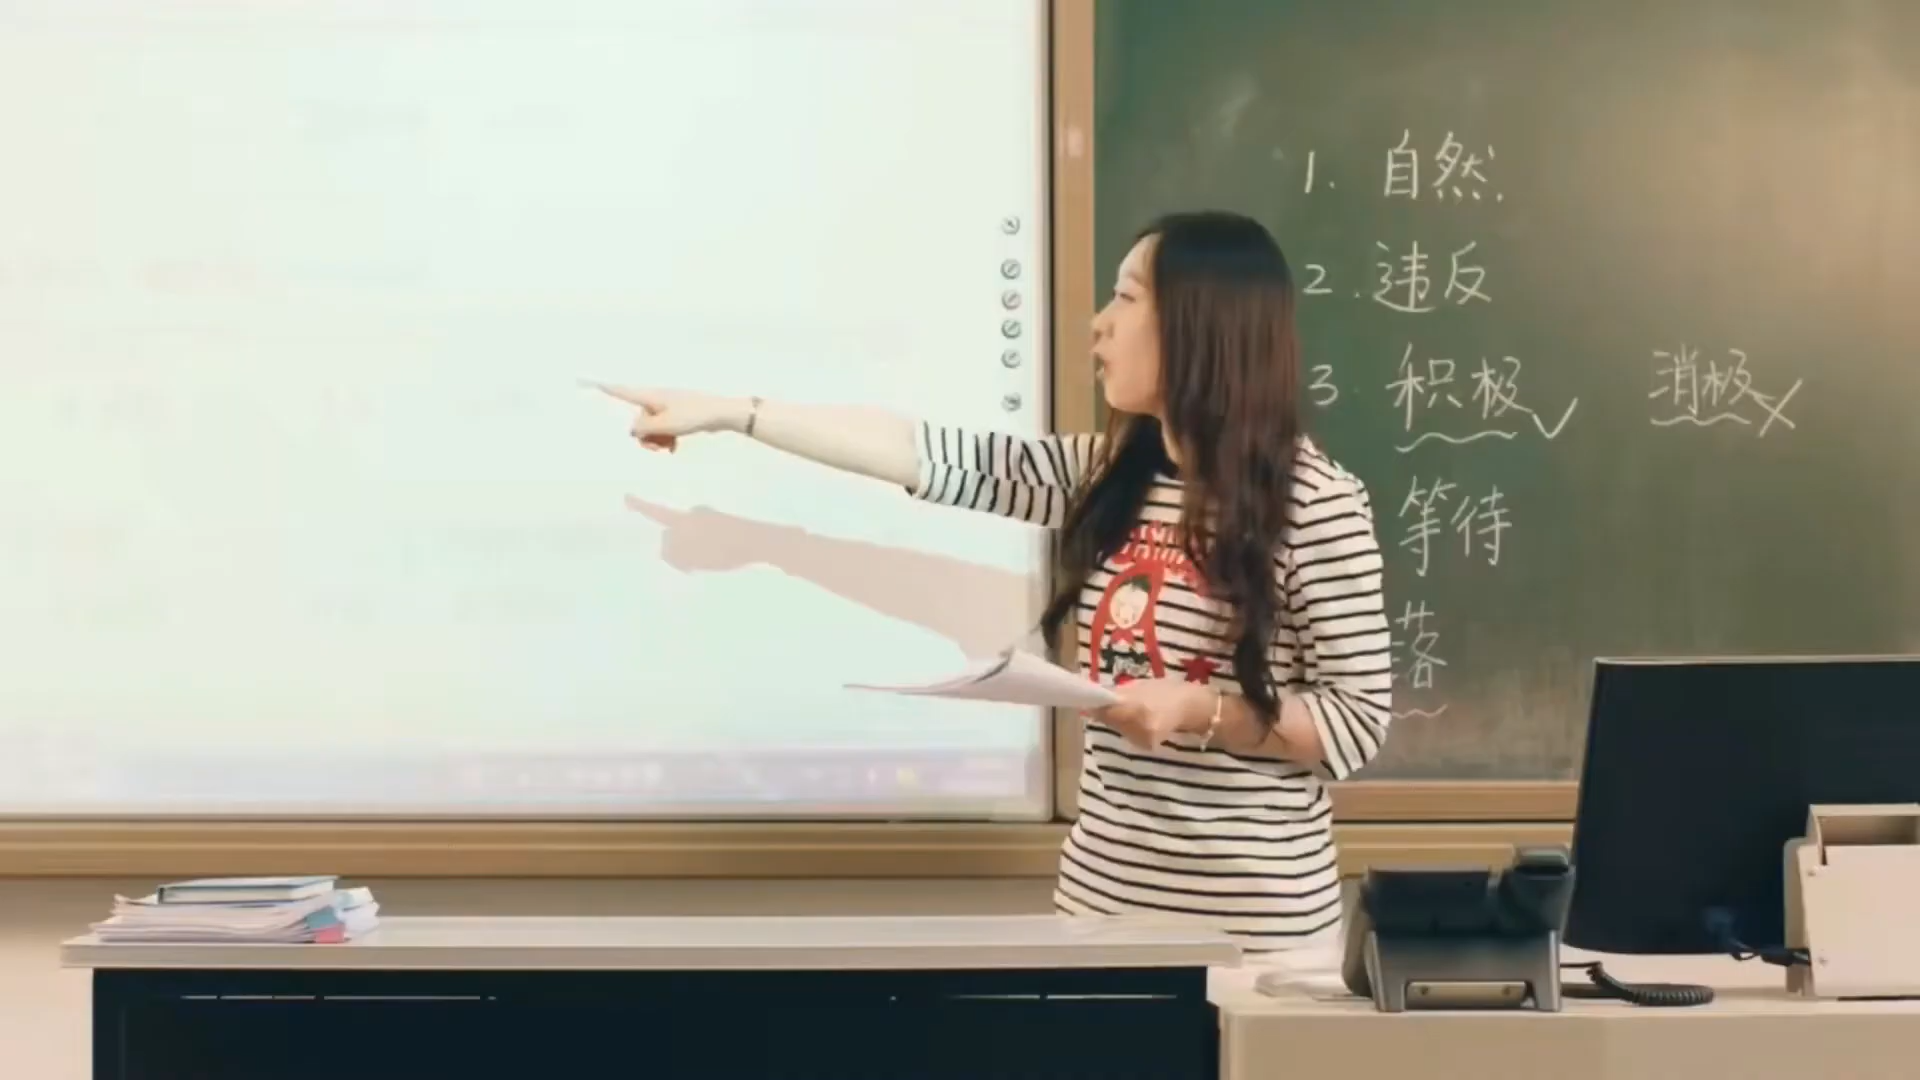 1. 自然.
2. 违反
3. 积极✓ 消极✗
等待
落